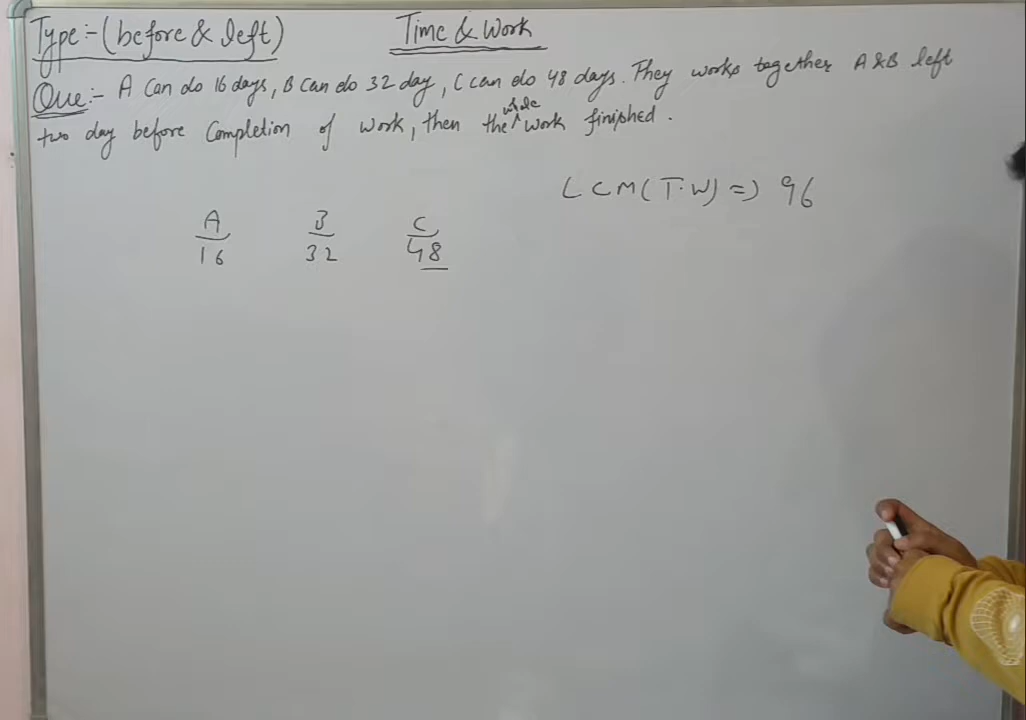 Type:-(before & left)
Time & Work
Que:- A Can do 16 days, B Can do 32 day, C can do 48 days. They works together A&B left
two day before Completion of work, then the whole work finished.
LCM(T.W) => 96
A B C
16 32 48